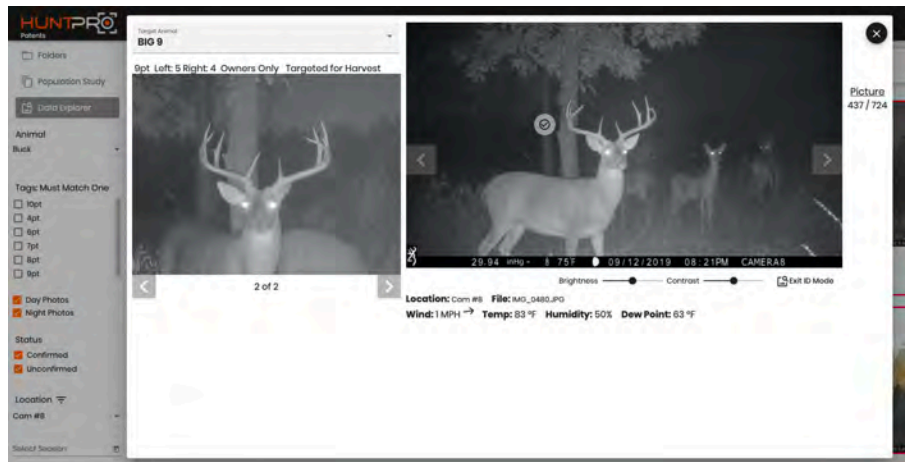 HUNTPRO
Patents
Folders
Population Study
Data Explorer
Animal
Buck
Tags: Must Match One
10pt
4pt
6pt
7pt
8pt
9pt
Day Photos
Night Photos
Status
Confirmed
Unconfirmed
Location
Cam #8
Select Season
Target Animal
BIG 9
9pt Left: 5 Right: 4 Owners Only Targeted for Harvest
2 of 2
29.94 inHg- 75F 09/12/2019 08:21PM CAMERA8
Picture
437 / 724
Brightness Contrast Exit ID Mode
Location: Cam #8 File: IMG_0480.JPG
Wind: 1 MPH → Temp: 83 °F Humidity: 50% Dew Point: 63 °F